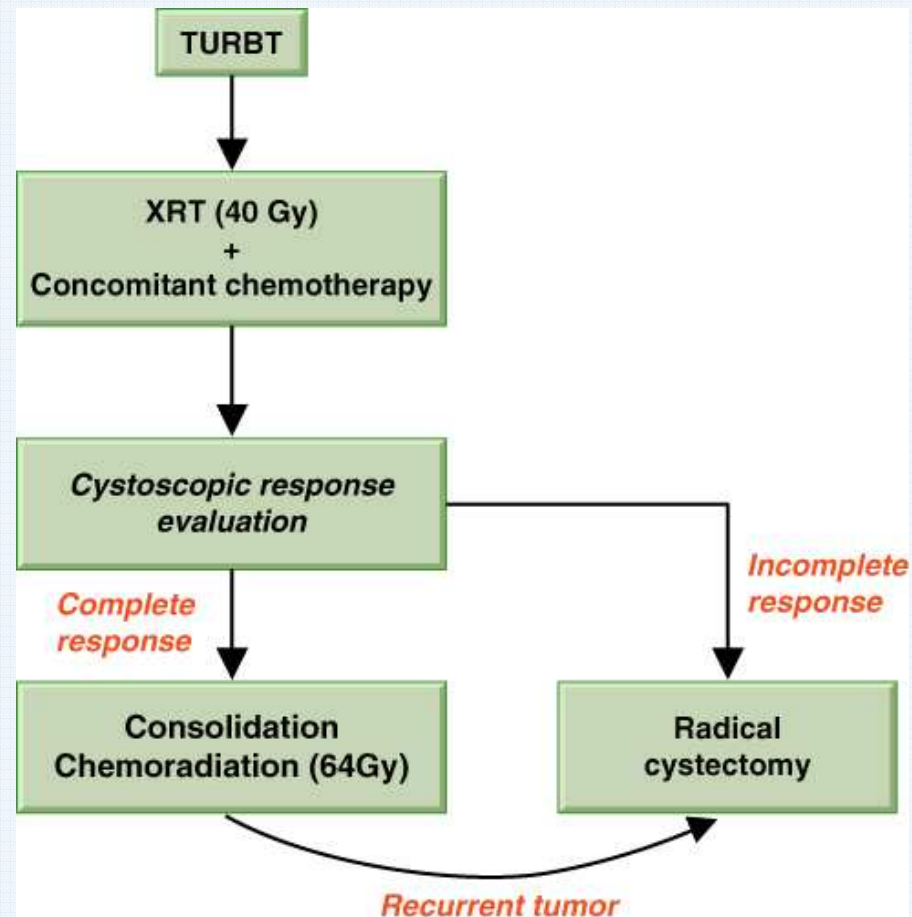 TURBT
XRT (40 Gy)
+
Concomitant chemotherapy
Cystoscopic response
evaluation
Complete
response
Incomplete
response
Consolidation
Chemoradiation (64Gy)
Radical
cystectomy
Recurrent tumor